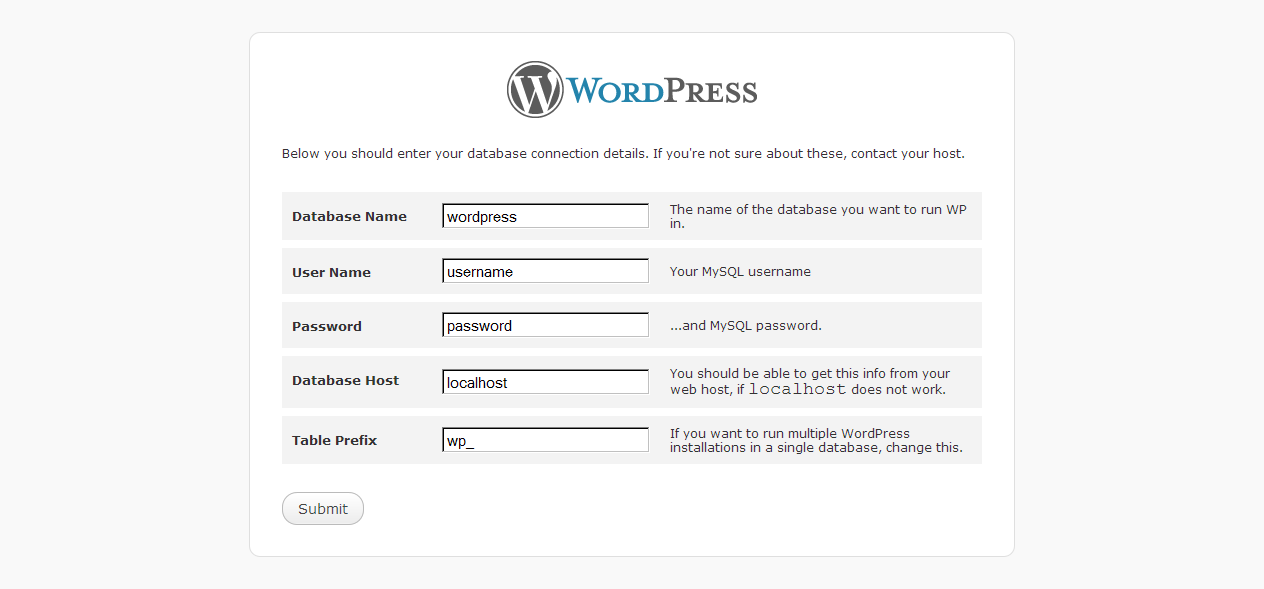 WORDPRESS
Below you should enter your database connection details. If you're not sure about these, contact your host.
Database Name wordpress The name of the database you want to run WP
in.
User Name username Your MySQL username
Password password ...and MySQL password.
Database Host localhost You should be able to get this info from your
web host, if localhost does not work.
Table Prefix wp_ If you want to run multiple WordPress
installations in a single database, change this.
Submit